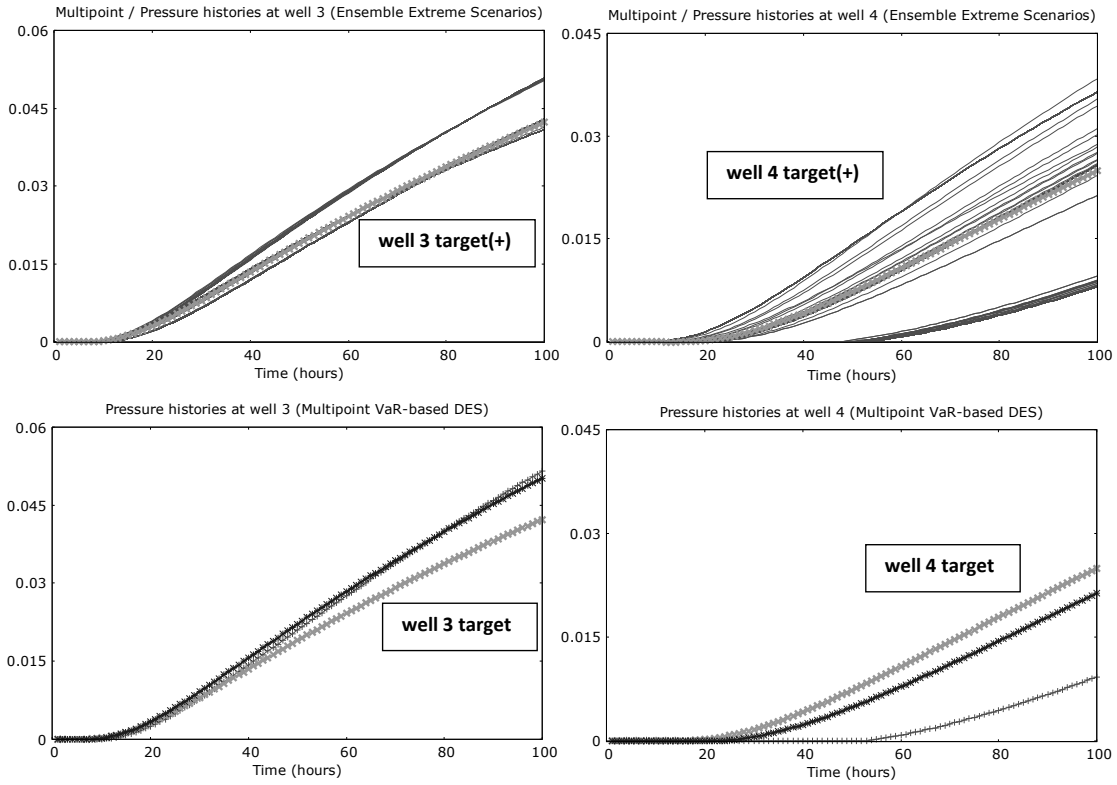 Multipoint / Pressure histories at well 3 (Ensemble Extreme Scenarios)
0.06
0.045
0.03
0.015
0
well 3 target(+)
0 20 40 60 80 100
Time (hours)
Multipoint / Pressure histories at well 4 (Ensemble Extreme Scenarios)
0.045
0.03
0.015
0
well 4 target(+)
0 20 40 60 80 100
Time (hours)
Pressure histories at well 3 (Multipoint VaR-based DES)
0.06
0.045
0.03
0.015
0
well 3 target
0 20 40 60 80 100
Time (hours)
Pressure histories at well 4 (Multipoint VaR-based DES)
0.045
0.03
0.015
0
well 4 target
0 20 40 60 80 100
Time (hours)